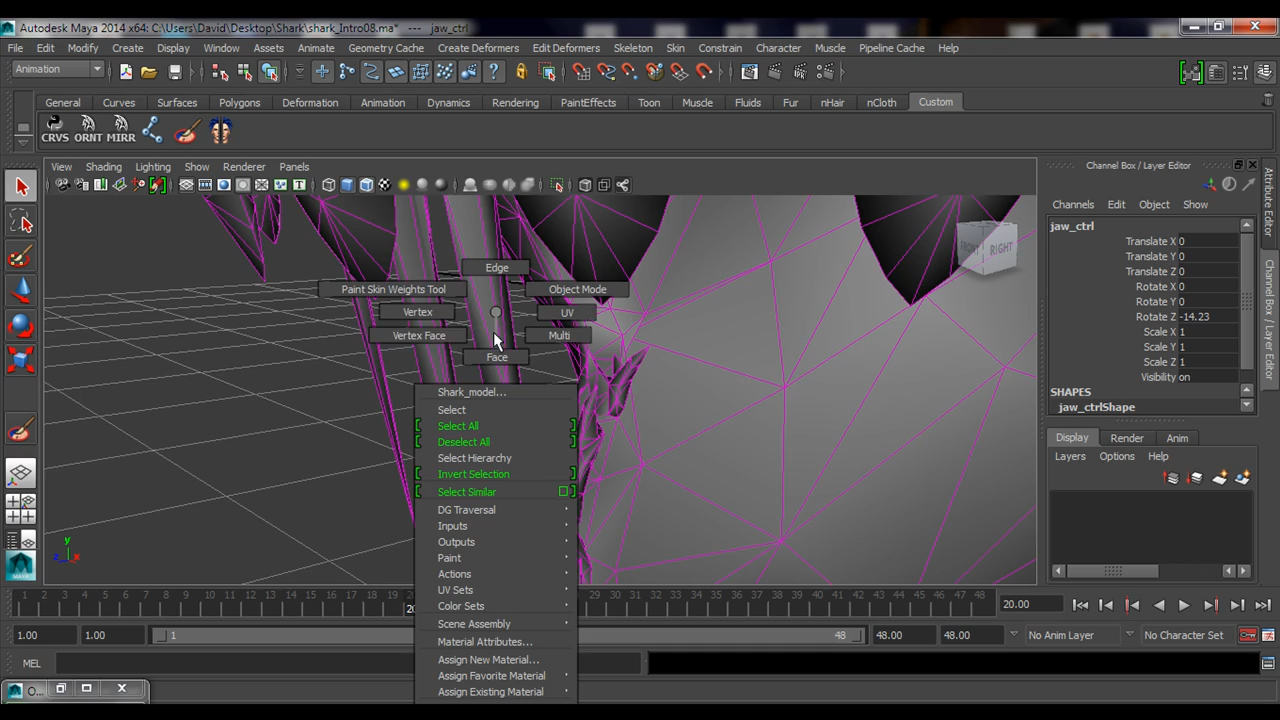 Autodesk Maya 2014 x64: C:\Users\David\Desktop\Shark\shark_Intro08.ma* --- jaw_ctrl
File Edit Modify Create Display Window Assets Animate Geometry Cache Create Deformers Edit Deformers Skeleton Skin Constrain Character Muscle Pipeline Cache Help
Animation
General Curves Surfaces Polygons Deformation Animation Dynamics Rendering PaintEffects Toon Muscle Fluids Fur nHair nCloth Custom
CRVS ORNT MIRR
View Shading Lighting Show Renderer Panels
Channel Box / Layer Editor
Channels Edit Object Show
jaw_ctrl
Translate X 0
Translate Y 0
Translate Z 0
Rotate X 0
Rotate Y 0
Rotate Z -14.23
Scale X 1
Scale Y 1
Scale Z 1
Visibility on
SHAPES
jaw_ctrlShape
Display Render Anim
Layers Options Help
Attribute Editor
Channel Box / Layer Editor
FRONT RIGHT
Edge
Paint Skin Weights Tool Object Mode
Vertex UV
Vertex Face Multi
Face
Shark_model...
Select
Select All
Deselect All
Select Hierarchy
Invert Selection
Select Similar
DG Traversal
Inputs
Outputs
Paint
Actions
UV Sets
Color Sets
Scene Assembly
Material Attributes...
Assign New Material...
Assign Favorite Material
Assign Existing Material
y
z x
1 2 3 4 5 6 7 8 9 10 11 12 13 14 15 16 17 18 19 20 29 30 31 32 33 34 35 36 37 38 39 40 41 42 43 44 45 46 47 48
20.00
1.00 1.00 1 48 48.00 48.00 No Anim Layer No Character Set
MEL
O...
MAYA